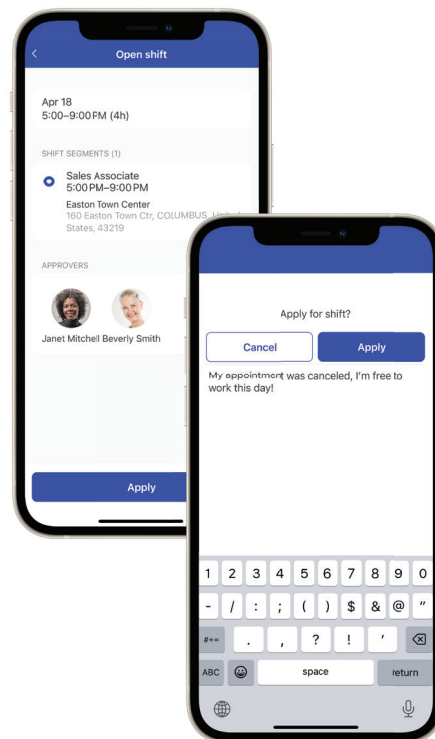 Open shift
Apr 18
5:00–9:00 PM (4h)
SHIFT SEGMENTS (1)
Sales Associate
5:00 PM–9:00 PM
Easton Town Center
160 Easton Town Ctr, COLUMBUS,
States, 43219
APPROVERS
Janet Mitchell Beverly Smith
Apply
Apply for shift?
Cancel
Apply
My appointment was canceled, I'm free to
work this day!
1 2 3 4 5 6 7 8 9 0
- / : ; ( ) $ & @ "
#+= . , ? ! '
ABC space return